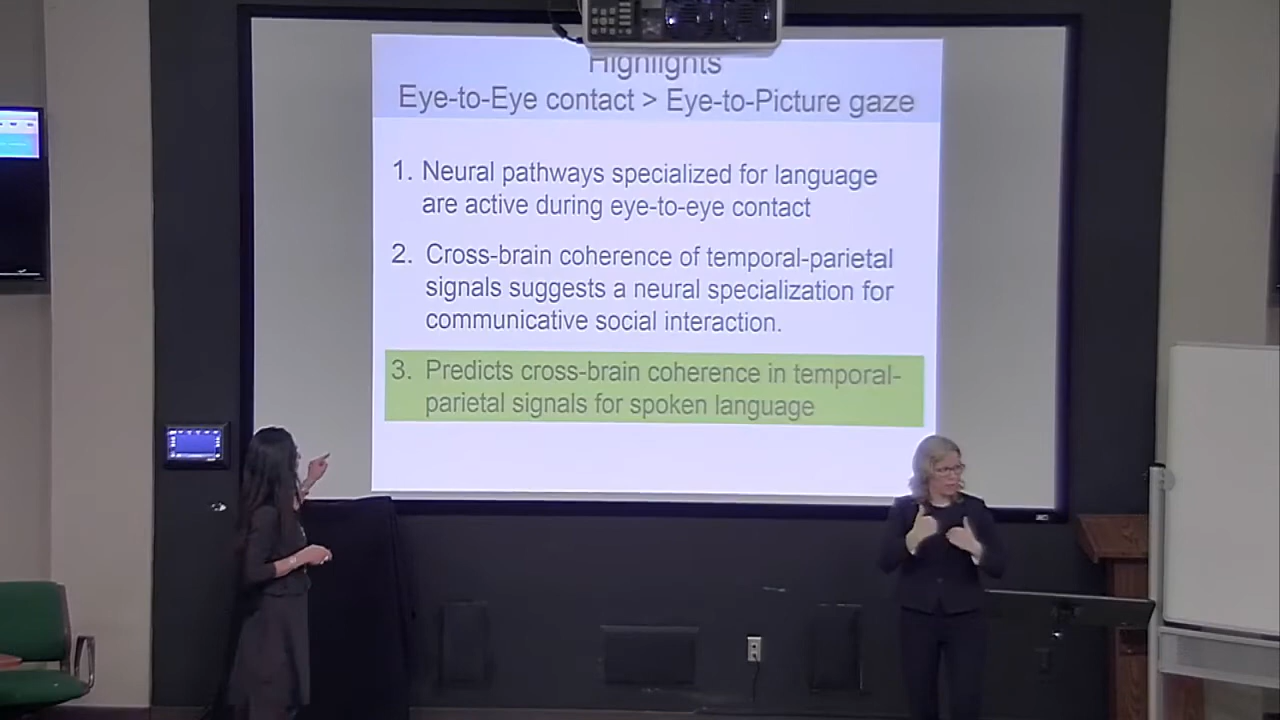 Highlights
Eye-to-Eye contact > Eye-to-Picture gaze
1. Neural pathways specialized for language
are active during eye-to-eye contact
2. Cross-brain coherence of temporal-parietal
signals suggests a neural specialization for
communicative social interaction.
3. Predicts cross-brain coherence in temporal-
parietal signals for spoken language